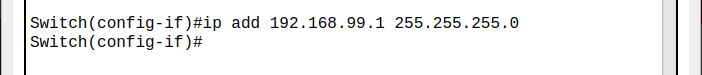 Switch(config-if)#ip add 192.168.99.1 255.255.255.0
Switch(config-if)#